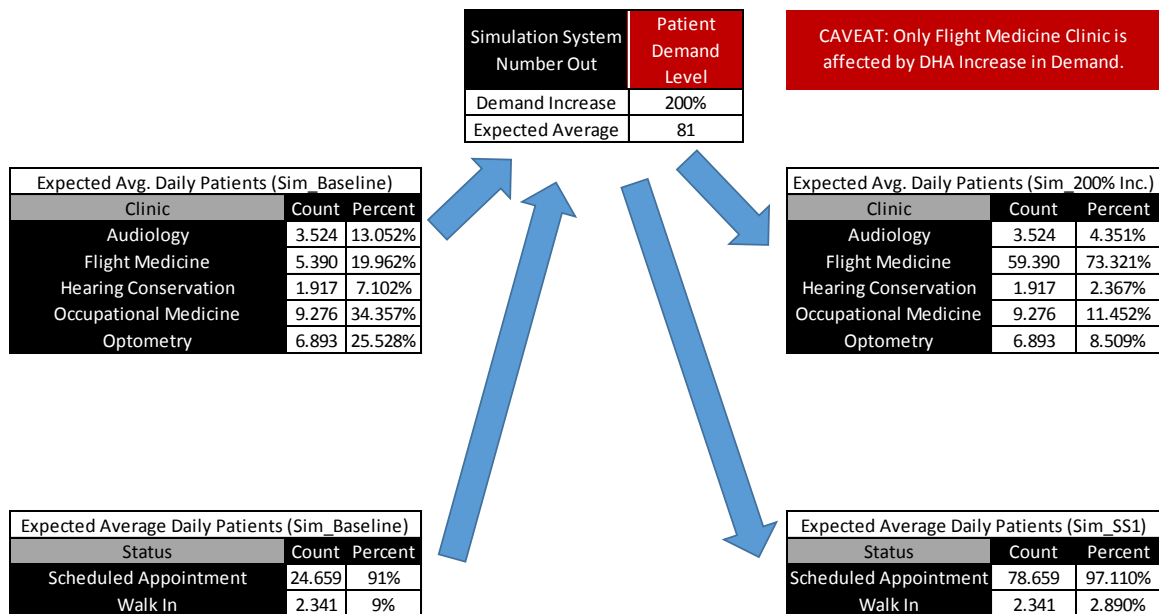 Simulation System
Number Out
Patient
Demand
Level
Demand Increase 200%
Expected Average 81
CAVEAT: Only Flight Medicine Clinic is
affected by DHA Increase in Demand.
Expected Avg. Daily Patients (Sim_Baseline)
Clinic Count Percent
Audiology 3.524 13.052%
Flight Medicine 5.390 19.962%
Hearing Conservation 1.917 7.102%
Occupational Medicine 9.276 34.357%
Optometry 6.893 25.528%
Expected Avg. Daily Patients (Sim_200% Inc.)
Clinic Count Percent
Audiology 3.524 4.351%
Flight Medicine 59.390 73.321%
Hearing Conservation 1.917 2.367%
Occupational Medicine 9.276 11.452%
Optometry 6.893 8.509%
Expected Average Daily Patients (Sim_Baseline)
Status Count Percent
Scheduled Appointment 24.659 91%
Walk In 2.341 9%
Expected Average Daily Patients (Sim_SS1)
Status Count Percent
Scheduled Appointment 78.659 97.110%
Walk In 2.341 2.890%